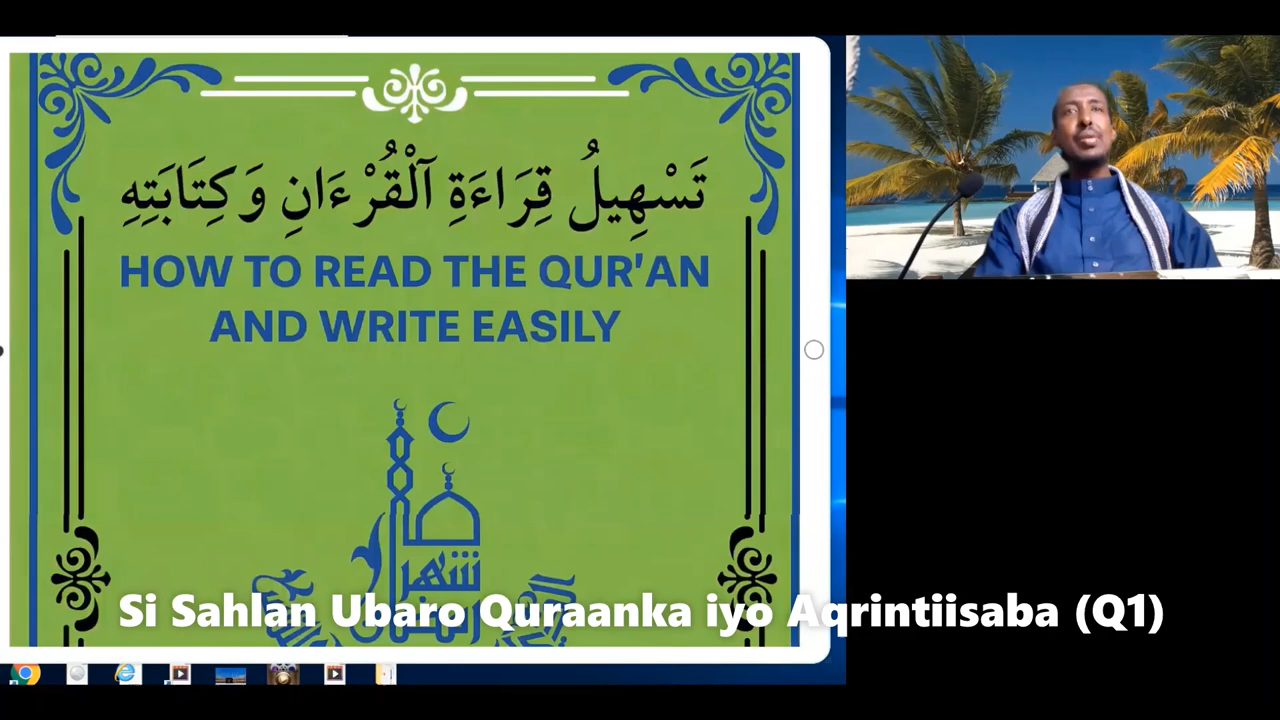 تَسْهِيلُ قِرَاءَةِ ٱلْقُرْءَانِ وَكِتَابَتِهِ
HOW TO READ THE QUR'AN
AND WRITE EASILY
شهر
Si Sahlan Ubaro Quraanka iyo Aqrintiisaba (Q1)